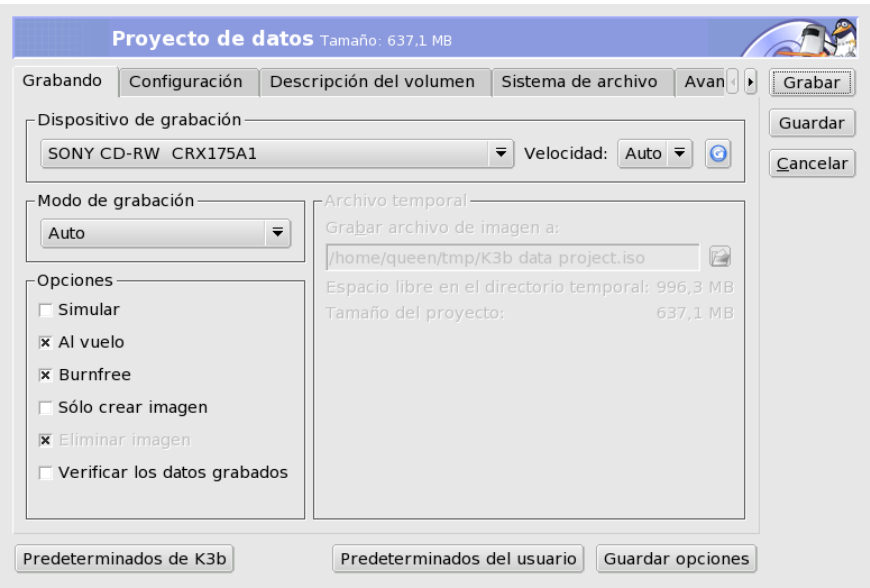 Proyecto de datos Tamaño: 637,1 MB
Grabando Configuración Descripción del volumen Sistema de archivo Avan
Grabar
Guardar
Cancelar
Dispositivo de grabación
SONY CD-RW CRX175A1 Velocidad: Auto
Modo de grabación
Auto
Opciones
Simular
Al vuelo
Burnfree
Sólo crear imagen
Eliminar imagen
Verificar los datos grabados
Archivo temporal
Grabar archivo de imagen a:
/home/queen/tmp/K3b data project.iso
Espacio libre en el directorio temporal: 996,3 MB
Tamaño del proyecto: 637,1 MB
Predeterminados de K3b Predeterminados del usuario Guardar opciones